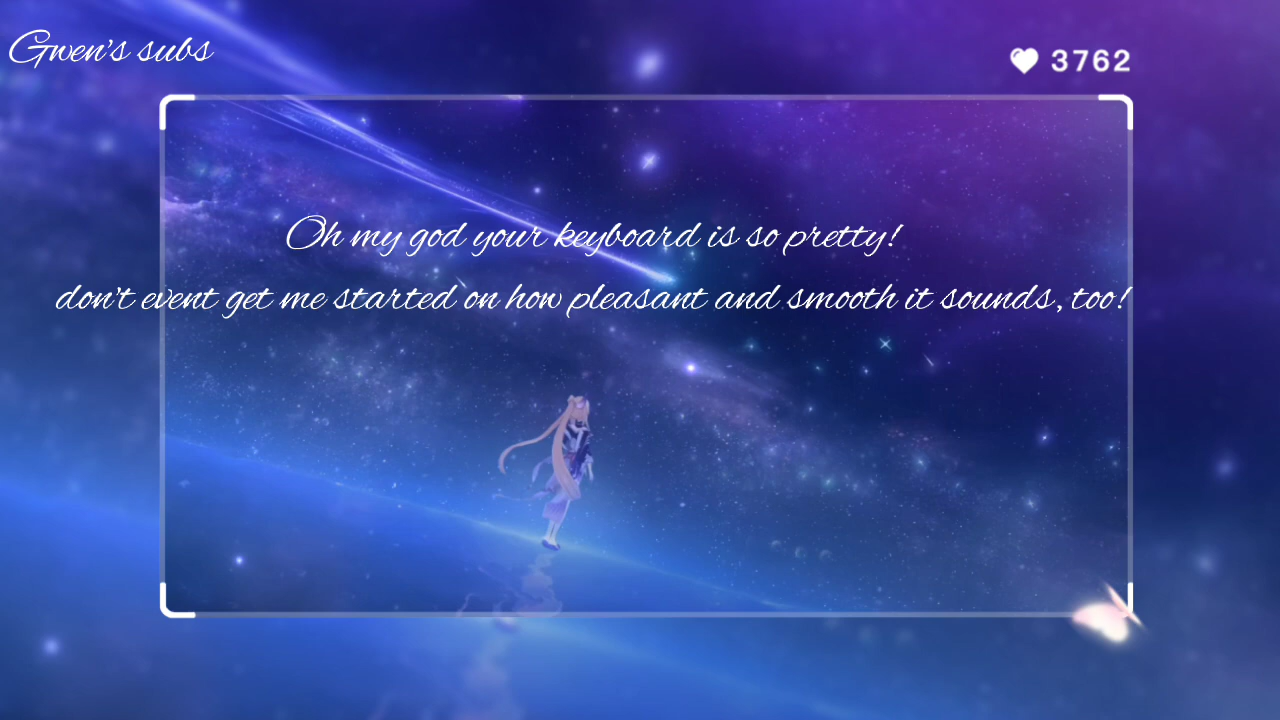 Gwen's subs
3762
Oh my god your keyboard is so pretty!
don't event get me started on how pleasant and smooth it sounds, too!